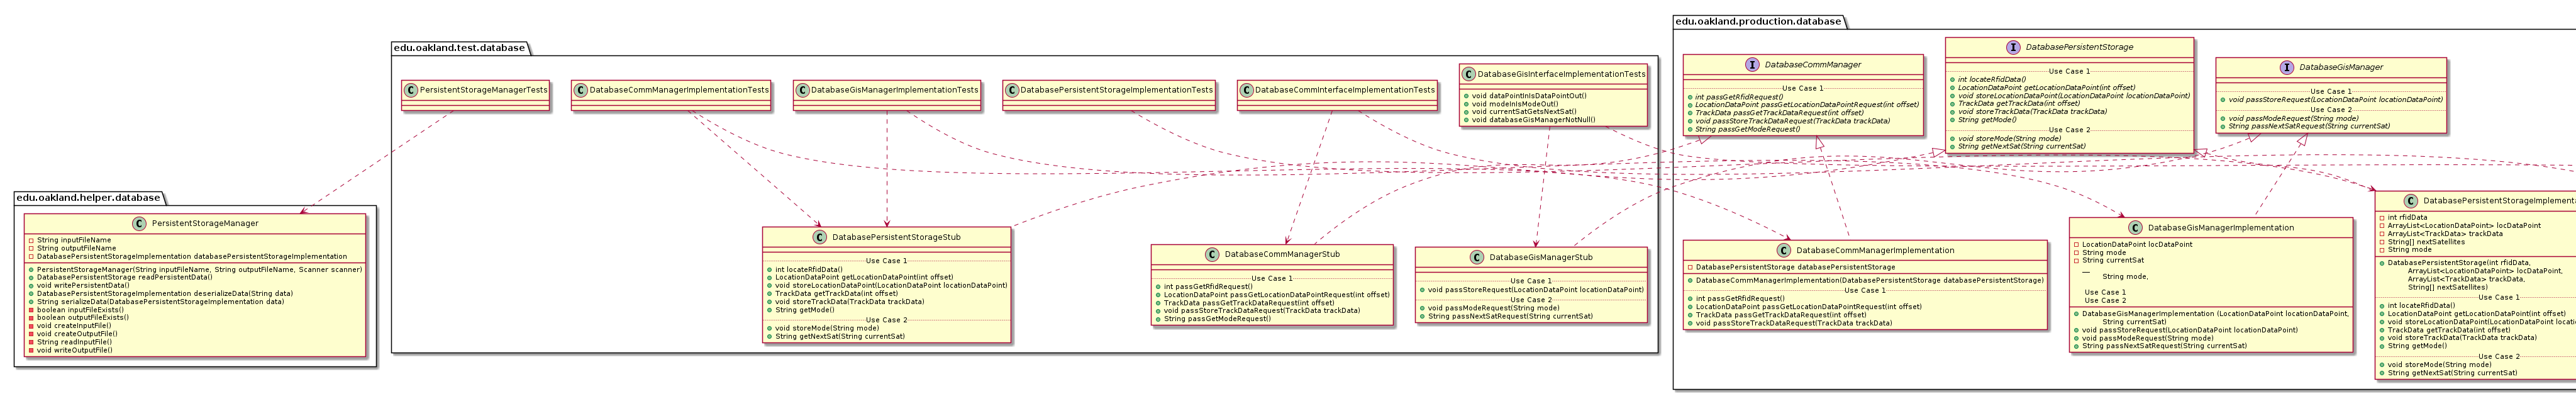 edu.oakland.helper.database
PersistentStorageManager
String inputFileName
String outputFileName
DatabasePersistentStorageImplementation databasePersistentStorageImplementation
PersistentStorageManager(String inputFileName, String outputFileName, Scanner scanner)
DatabasePersistentStorage readPersistentData()
void writePersistentData()
DatabasePersistentStorageImplementation deserializeData(String data)
String serializeData(DatabasePersistentStorageImplementation data)
boolean inputFileExists()
boolean outputFileExists()
void createInputFile()
void createOutputFile()
String readInputFile()
void writeOutputFile()
edu.oakland.test.database
PersistentStorageManagerTests
DatabaseCommManagerImplementationTests
DatabaseGisManagerImplementationTests
DatabasePersistentStorageImplementationTests
DatabaseCommInterfaceImplementationTests
DatabaseGisInterfaceImplementationTests
void dataPointInIsDataPointOut()
void modeInIsModeOut()
void currentSatGetsNextSat()
void databaseGisManagerNotNull()
DatabasePersistentStorageStub
Use Case 1
int locateRfidData()
LocationDataPoint getLocationDataPoint(int offset)
void storeLocationDataPoint(LocationDataPoint locationDataPoint)
TrackData getTrackData(int offset)
void storeTrackData(TrackData trackData)
String getMode()
Use Case 2
void storeMode(String mode)
String getNextSat(String currentSat)
DatabaseCommManagerStub
Use Case 1
int passGetRfidRequest()
LocationDataPoint passGetLocationDataPointRequest(int offset)
TrackData passGetTrackDataRequest(int offset)
void passStoreTrackDataRequest(TrackData trackData)
String passGetModeRequest()
DatabaseGisManagerStub
Use Case 1
void passStoreRequest(LocationDataPoint locationDataPoint)
Use Case 2
void passModeRequest(String mode)
String passNextSatRequest(String currentSat)
edu.oakland.production.database
DatabaseCommManager
Use Case 1
int passGetRfidRequest()
LocationDataPoint passGetLocationDataPointRequest(int offset)
TrackData passGetTrackDataRequest(int offset)
void passStoreTrackDataRequest(TrackData trackData)
String passGetModeRequest()
DatabasePersistentStorage
Use Case 1
int locateRfidData()
LocationDataPoint getLocationDataPoint(int offset)
void storeLocationDataPoint(LocationDataPoint locationDataPoint)
TrackData getTrackData(int offset)
void storeTrackData(TrackData trackData)
String getMode()
Use Case 2
void storeMode(String mode)
String getNextSat(String currentSat)
DatabaseGisManager
Use Case 1
void passStoreRequest(LocationDataPoint locationDataPoint)
Use Case 2
void passModeRequest(String mode)
String passNextSatRequest(String currentSat)
DatabaseCommManagerImplementation
DatabasePersistentStorage databasePersistentStorage
DatabaseCommManagerImplementation(DatabasePersistentStorage databasePersistentStorage)
Use Case 1
int passGetRfidRequest()
LocationDataPoint passGetLocationDataPointRequest(int offset)
TrackData passGetTrackDataRequest(int offset)
void passStoreTrackDataRequest(TrackData trackData)
DatabaseGisManagerImplementation
LocationDataPoint locDataPoint
String mode
String currentSat
String mode,
Use Case 1
Use Case 2
DatabaseGisManagerImplementation (LocationDataPoint locationDataPoint,
String currentSat)
void passStoreRequest(LocationDataPoint locationDataPoint)
void passModeRequest(String mode)
String passNextSatRequest(String currentSat)
DatabasePersistentStorageImplementa
int rfidData
ArrayList<LocationDataPoint> locDataPoint
ArrayList<TrackData> trackData
String[] nextSatellites
String mode
DatabasePersistentStorage(int rfidData,
ArrayList<LocationDataPoint> locDataPoint,
ArrayList<TrackData> trackData,
String[] nextSatellites)
Use Case 1
int locateRfidData()
LocationDataPoint getLocationDataPoint(int offset)
void storeLocationDataPoint(LocationDataPoint locatio
TrackData getTrackData(int offset)
void storeTrackData(TrackData trackData)
String getMode()
Use Case 2
void storeMode(String mode)
String getNextSat(String currentSat)